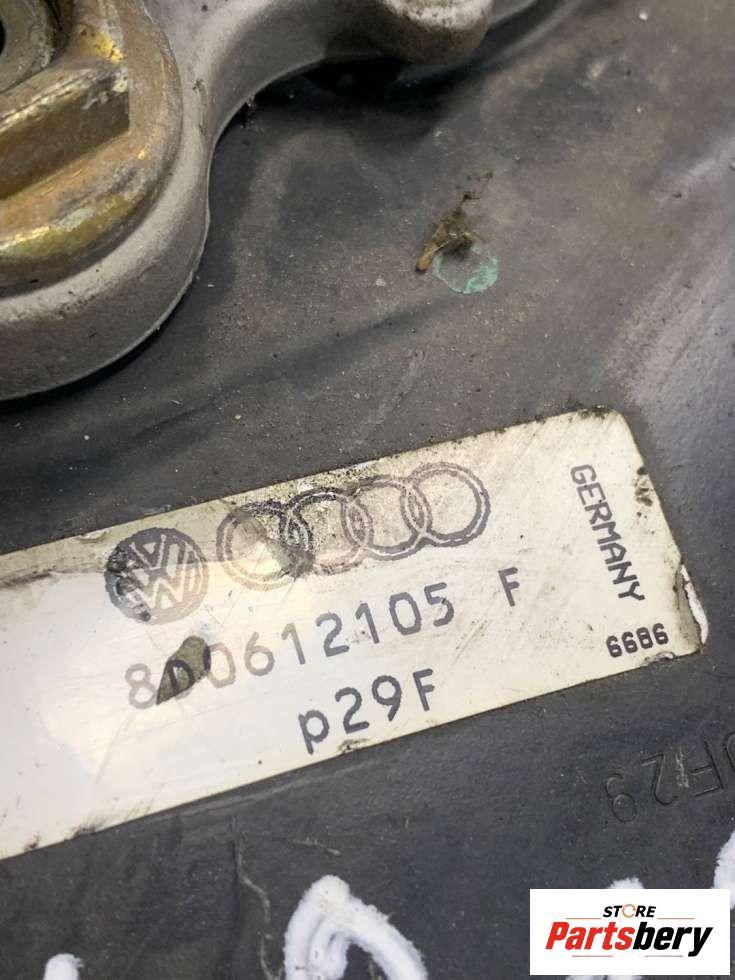 8D0612105 F
p29F
GERMANY
6686
STORE
Partsbery